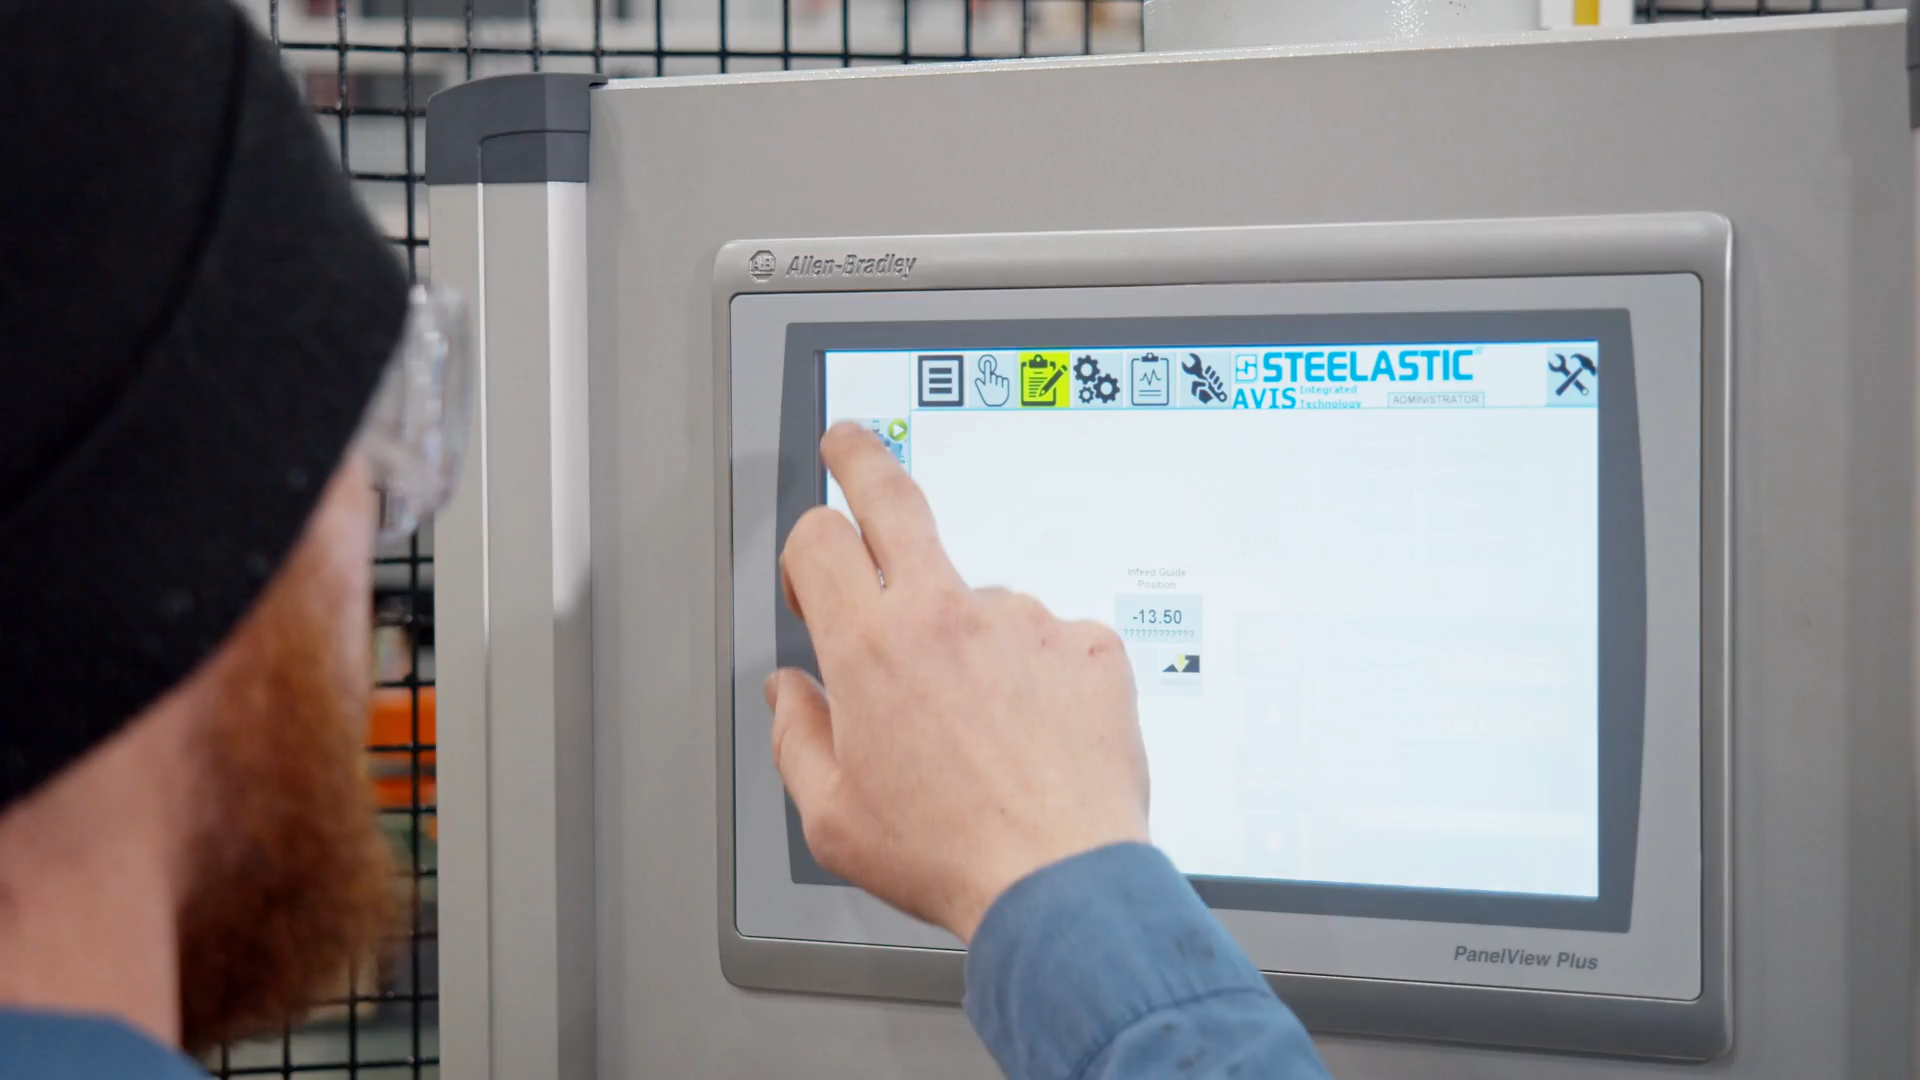 A-B Allen-Bradley
STEELASTIC
AVIS Integrated Technology
ADMINISTRATOR
Infeed Guide
Position
-13.50
????????????
PanelView Plus